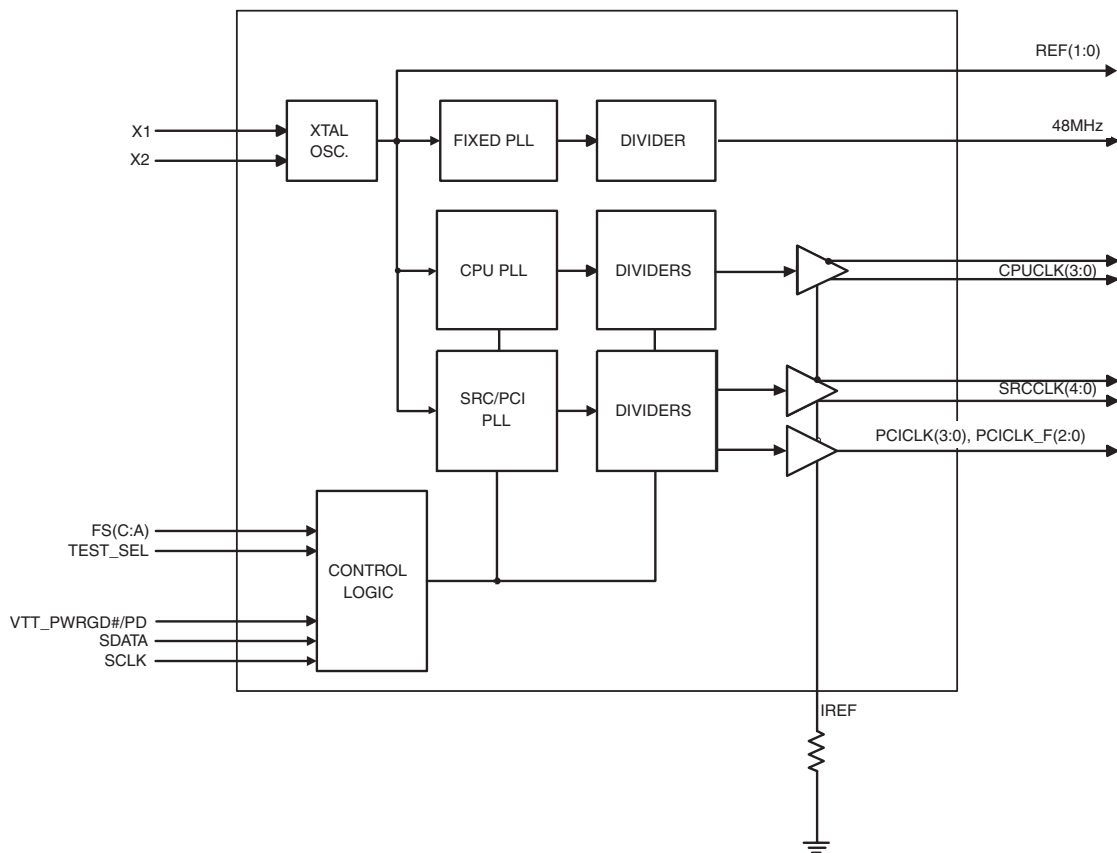 REF(1:0)
X1
X2
XTAL
OSC.
FIXED PLL
DIVIDER
48MHz
CPU PLL
DIVIDERS
CPUCLK(3:0)
SRC/PCI
PLL
DIVIDERS
SRCCLK(4:0)
PCICLK(3:0), PCICLK_F(2:0)
FS(C:A)
TEST_SEL
VTT_PWRGD#/PD
SDATA
SCLK
CONTROL
LOGIC
IREF